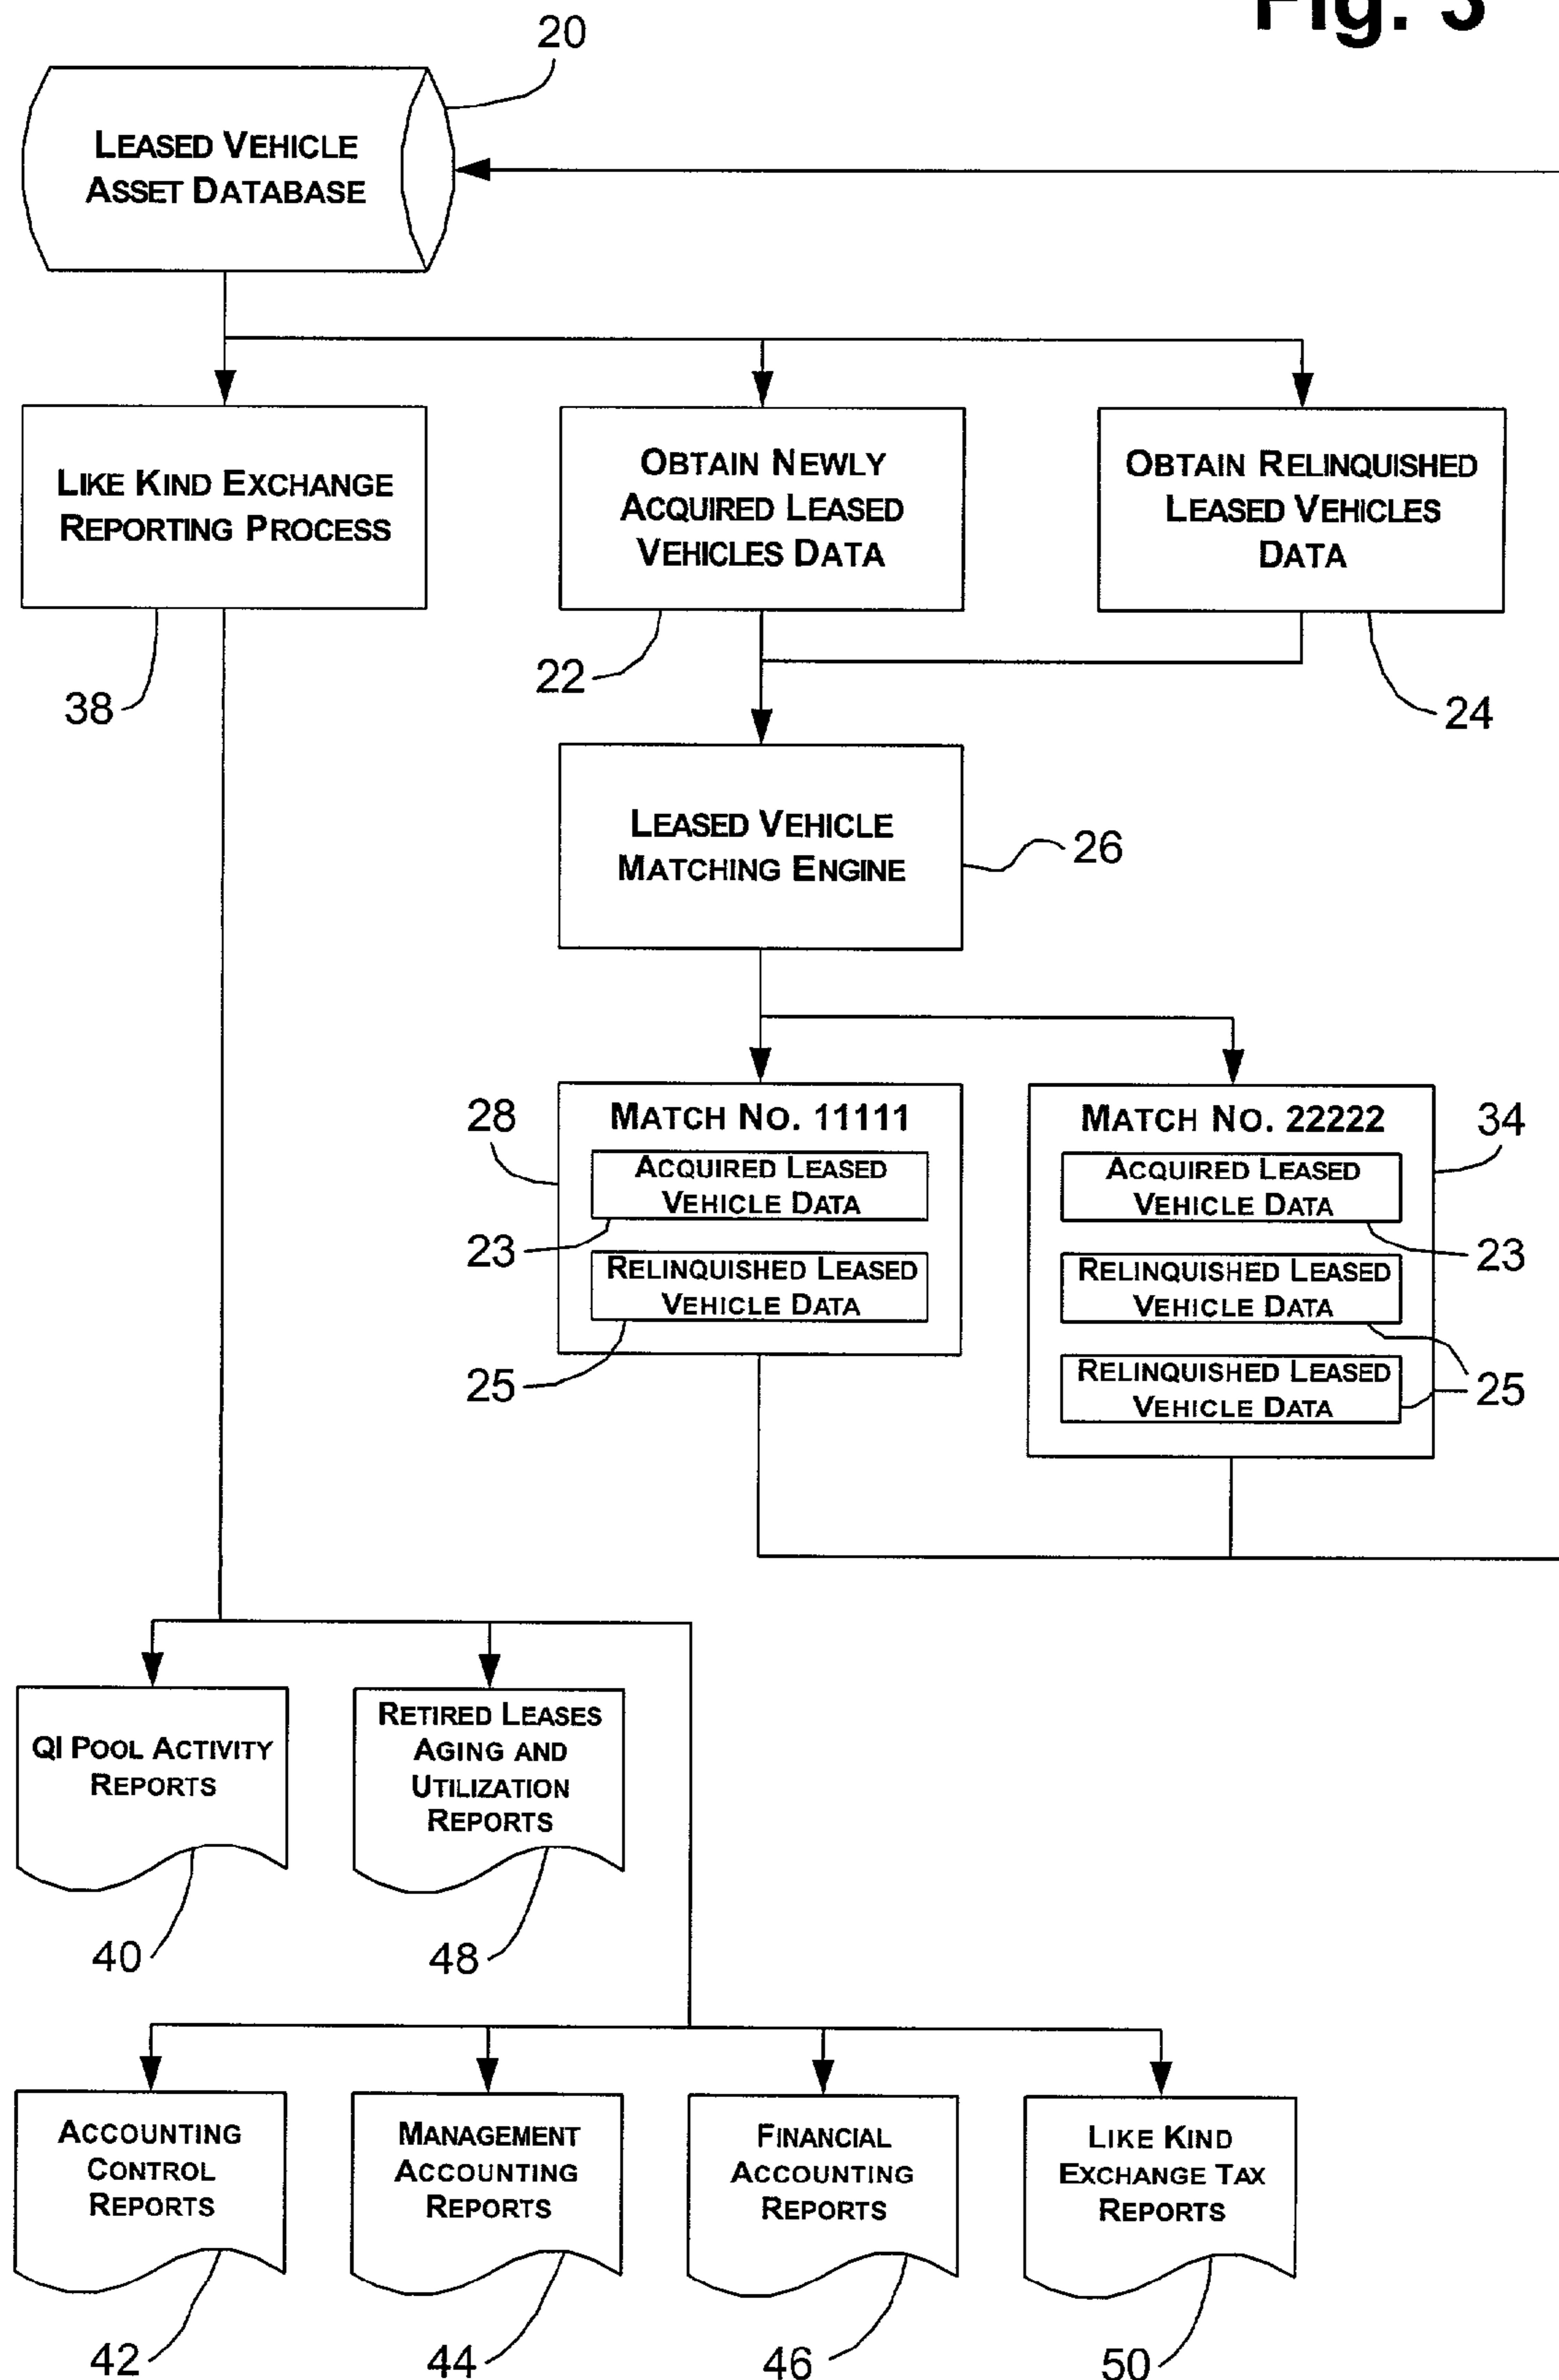 Fig. 3
20
LEASED VEHICLE
ASSET DATABASE
LIKE KIND EXCHANGE
REPORTING PROCESS
OBTAIN NEWLY
ACQUIRED LEASED
VEHICLES DATA
OBTAIN RELINQUISHED
LEASED VEHICLES
DATA
38
22
24
LEASED VEHICLE
MATCHING ENGINE
26
28
MATCH NO. 11111
ACQUIRED LEASED
VEHICLE DATA
23
RELINQUISHED LEASED
VEHICLE DATA
25
MATCH NO. 22222
34
ACQUIRED LEASED
VEHICLE DATA
23
RELINQUISHED LEASED
VEHICLE DATA
RELINQUISHED LEASED
VEHICLE DATA
25
QI POOL ACTIVITY
REPORTS
RETIRED LEASES
AGING AND
UTILIZATION
REPORTS
40
48
ACCOUNTING
CONTROL
REPORTS
MANAGEMENT
ACCOUNTING
REPORTS
FINANCIAL
ACCOUNTING
REPORTS
LIKE KIND
EXCHANGE TAX
REPORTS
42
44
46
50